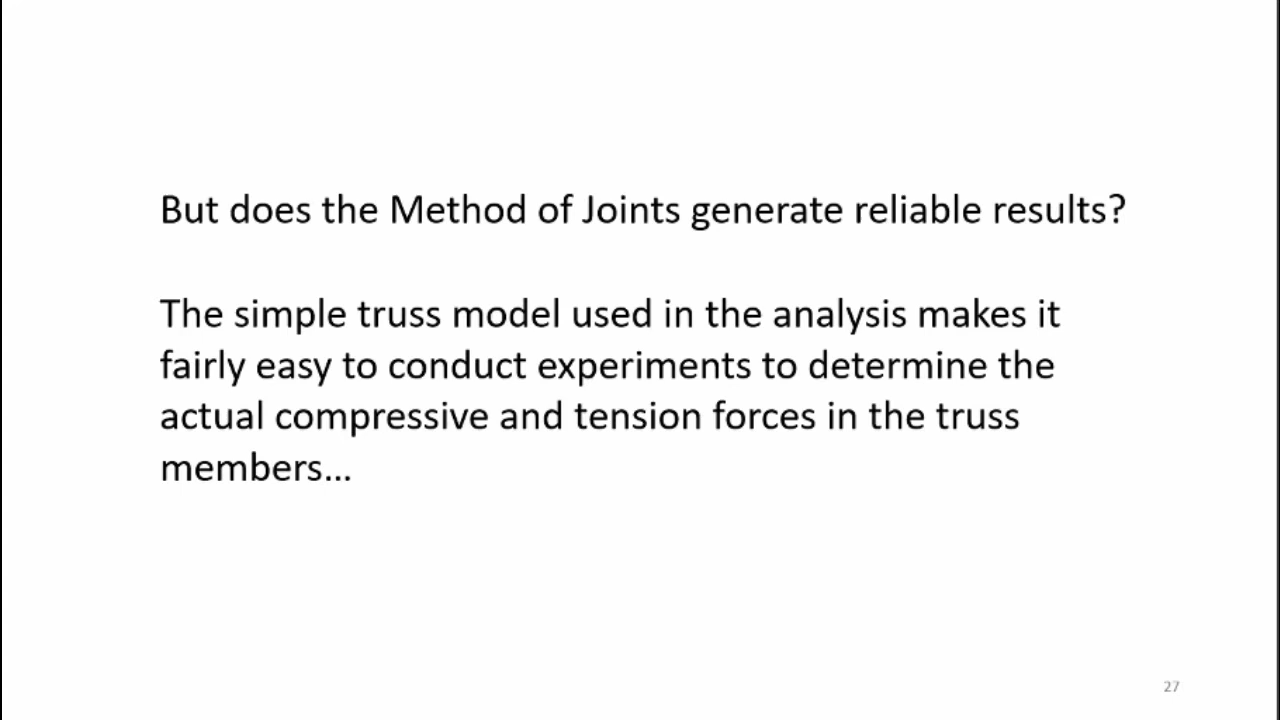 But does the Method of Joints generate reliable results?
The simple truss model used in the analysis makes it
fairly easy to conduct experiments to determine the
actual compressive and tension forces in the truss
members...
27